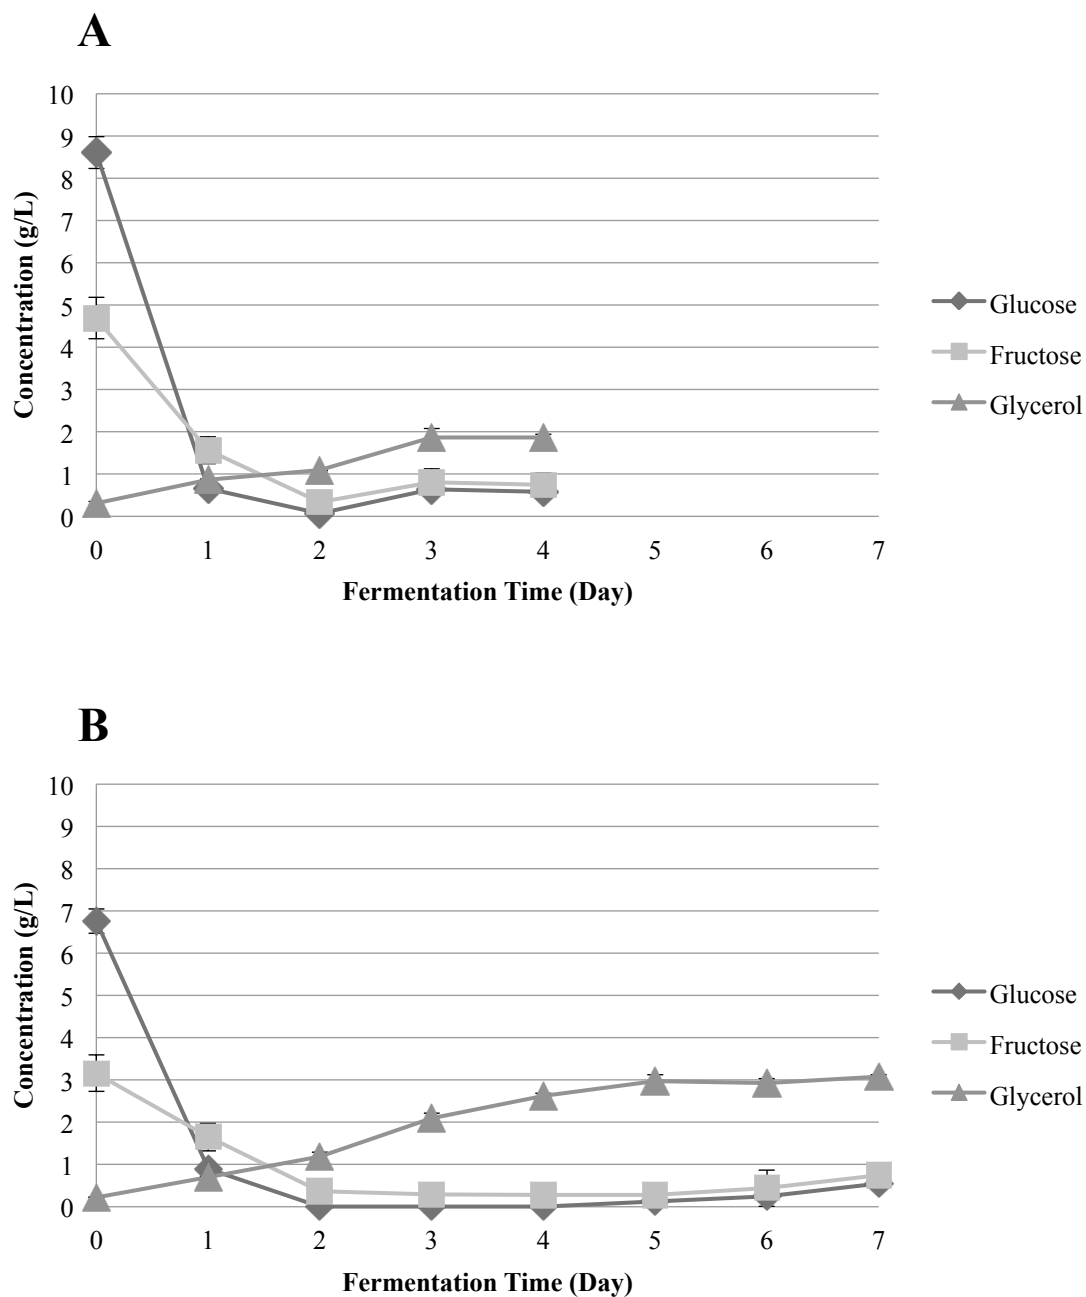 A
10
9
8
7
6
5
4
3
2
1
0
Concentration (g/L)
0 1 2 3 4 5 6 7
Fermentation Time (Day)
Glucose
Fructose
Glycerol
B
10
9
8
7
6
5
4
3
2
1
0
Concentration (g/L)
0 1 2 3 4 5 6 7
Fermentation Time (Day)
Glucose
Fructose
Glycerol